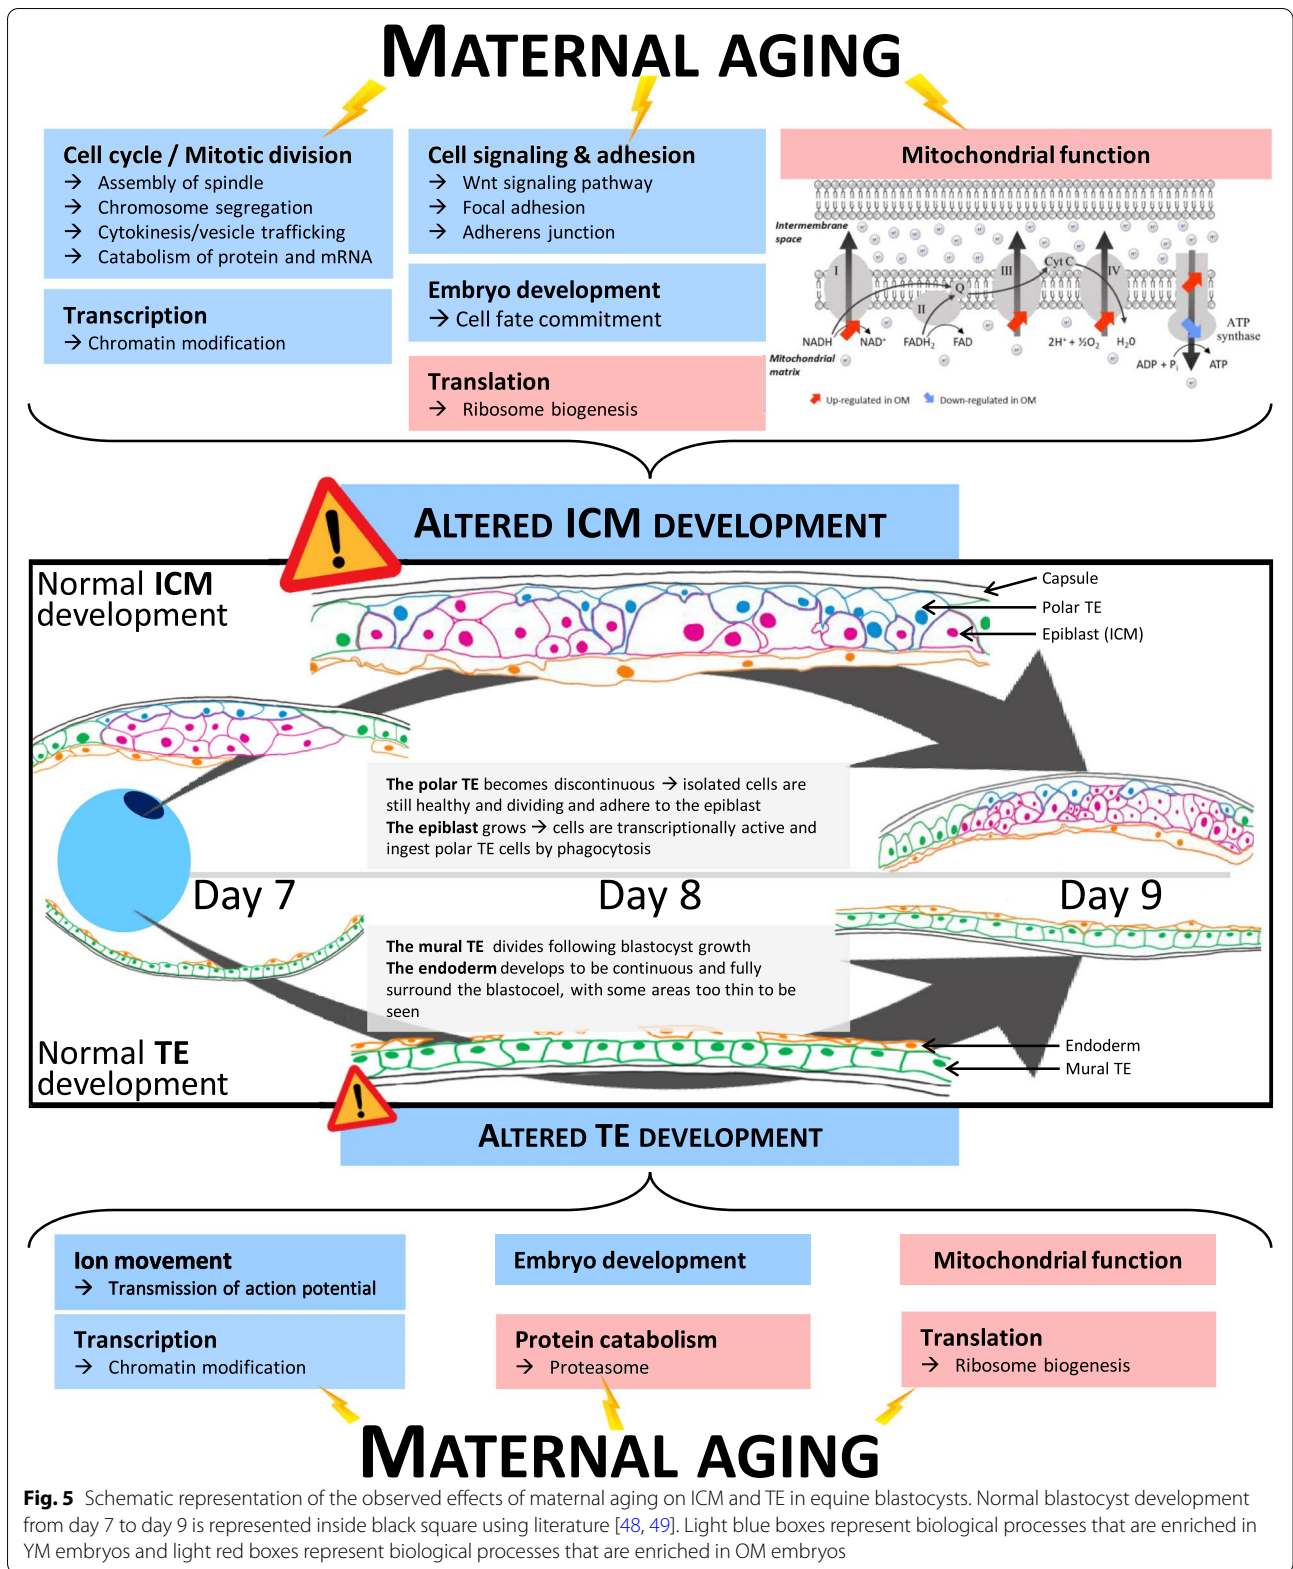 MATERNAL AGING
Cell cycle / Mitotic division
→ Assembly of spindle
→ Chromosome segregation
→ Cytokinesis/vesicle trafficking
→ Catabolism of protein and mRNA
Transcription
→ Chromatin modification
Cell signaling & adhesion
→ Wnt signaling pathway
→ Focal adhesion
→ Adherens junction
Embryo development
→ Cell fate commitment
Translation
→ Ribosome biogenesis
Mitochondrial function
Intermembrane
space
I
II
III
IV
Q
Cyt C
NADH
NAD⁺
FADH₂
FAD
2H⁺ + ½O₂
H₂0
ATP
synthase
ADP + Pᵢ
ATP
Mitochondrial
matrix
Up-regulated in OM
Down-regulated in OM
ALTERED ICM DEVELOPMENT
Normal ICM
development
Capsule
Polar TE
Epiblast (ICM)
The polar TE becomes discontinuous → isolated cells are
still healthy and dividing and adhere to the epiblast
The epiblast grows → cells are transcriptionally active and
ingest polar TE cells by phagocytosis
Day 7
Day 8
Day 9
The mural TE divides following blastocyst growth
The endoderm develops to be continuous and fully
surround the blastocoel, with some areas too thin to be
seen
Normal TE
development
Endoderm
Mural TE
ALTERED TE DEVELOPMENT
Ion movement
→ Transmission of action potential
Transcription
→ Chromatin modification
Embryo development
Protein catabolism
→ Proteasome
Mitochondrial function
Translation
→ Ribosome biogenesis
MATERNAL AGING
Fig. 5 Schematic representation of the observed effects of maternal aging on ICM and TE in equine blastocysts. Normal blastocyst development
from day 7 to day 9 is represented inside black square using literature [48, 49]. Light blue boxes represent biological processes that are enriched in
YM embryos and light red boxes represent biological processes that are enriched in OM embryos